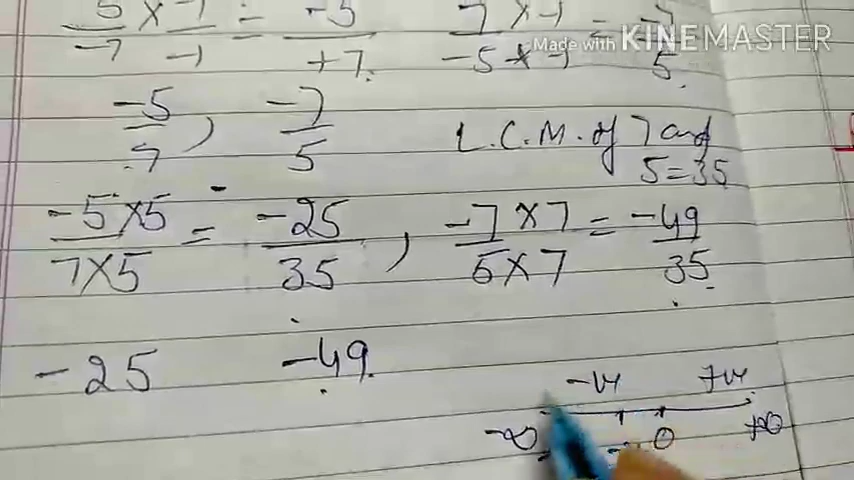 5/-7 × -1/-1 = -5/+7. 7×-1/-5×-1 = -7/5.
Made with KINEMASTER
-5/7 , -7/5 L.C.M. of 7 and
5=35
-5×5/7×5 = -25/35 , -7×7/5×7 = -49/35
-25 -49
-ve +ve
-∞ 0 +∞